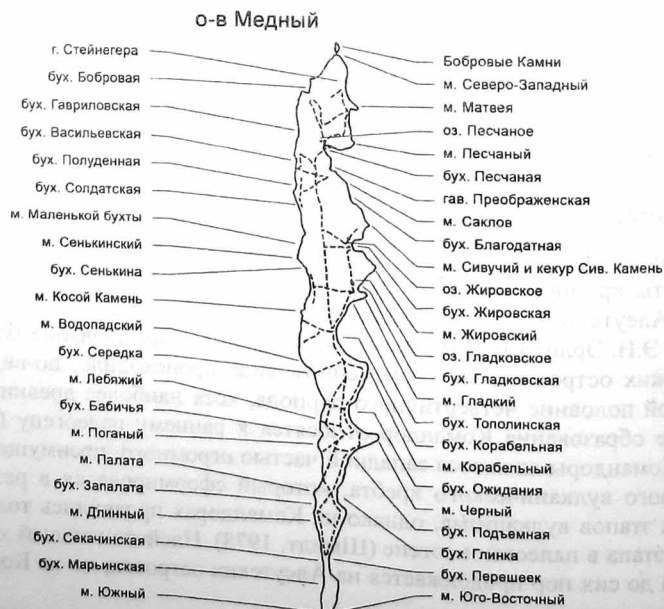 о-в Медный
г. Стейнегера
бух. Бобровая
бух. Гавриловская
бух. Васильевская
бух. Полуденная
бух. Солдатская
м. Маленькой бухты
м. Сенькинский
бух. Сенькина
м. Косой Камень
м. Водопадский
бух. Середка
м. Лебяжий
бух. Бабичья
м. Поганый
м. Палата
бух. Запалата
м. Длинный
бух. Секачинская
бух. Марьинская
м. Южный
Бобровые Камни
м. Северо-Западный
м. Матвея
оз. Песчаное
м. Песчаный
бух. Песчаная
гав. Преображенская
м. Саклов
бух. Благодатная
м. Сивучий и кекур Сив. Камень
оз. Жировское
бух. Жировская
м. Жировский
оз. Гладковское
бух. Гладковская
м. Гладкий
бух. Тополинская
бух. Корабельная
м. Корабельный
бух. Ожидания
м. Черный
бух. Подъемная
бух. Глинка
бух. Перешеек
м. Юго-Восточный